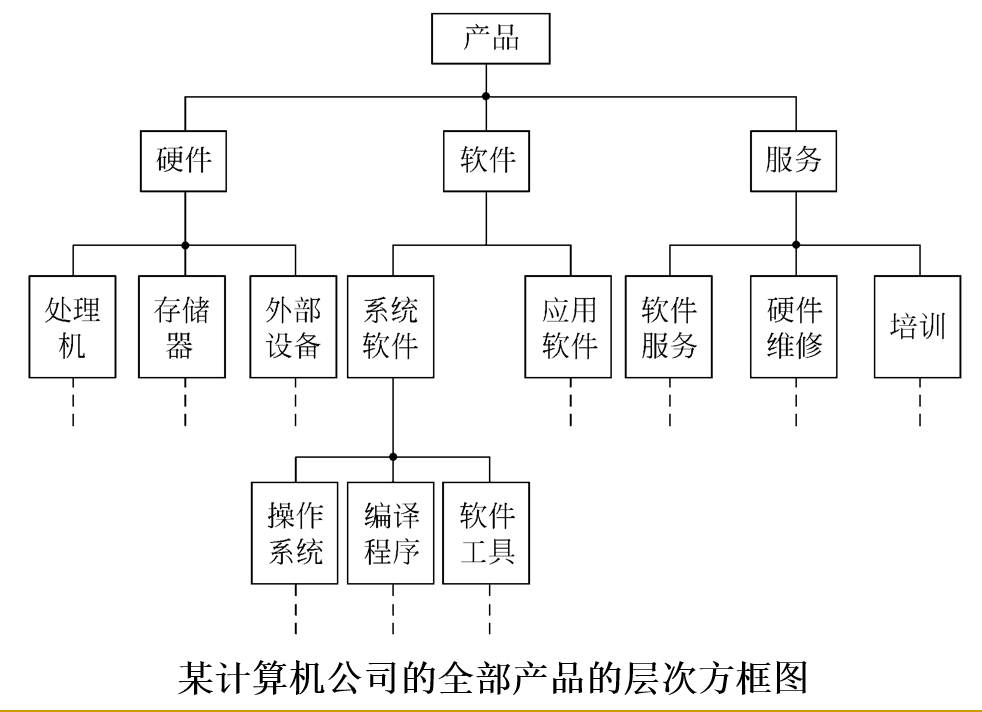 产品
硬件
软件
服务
处理
机
存储
器
外部
设备
系统
软件
应用
软件
软件
服务
硬件
维修
培训
操作
系统
编译
程序
软件
工具
某计算机公司的全部产品的层次方框图